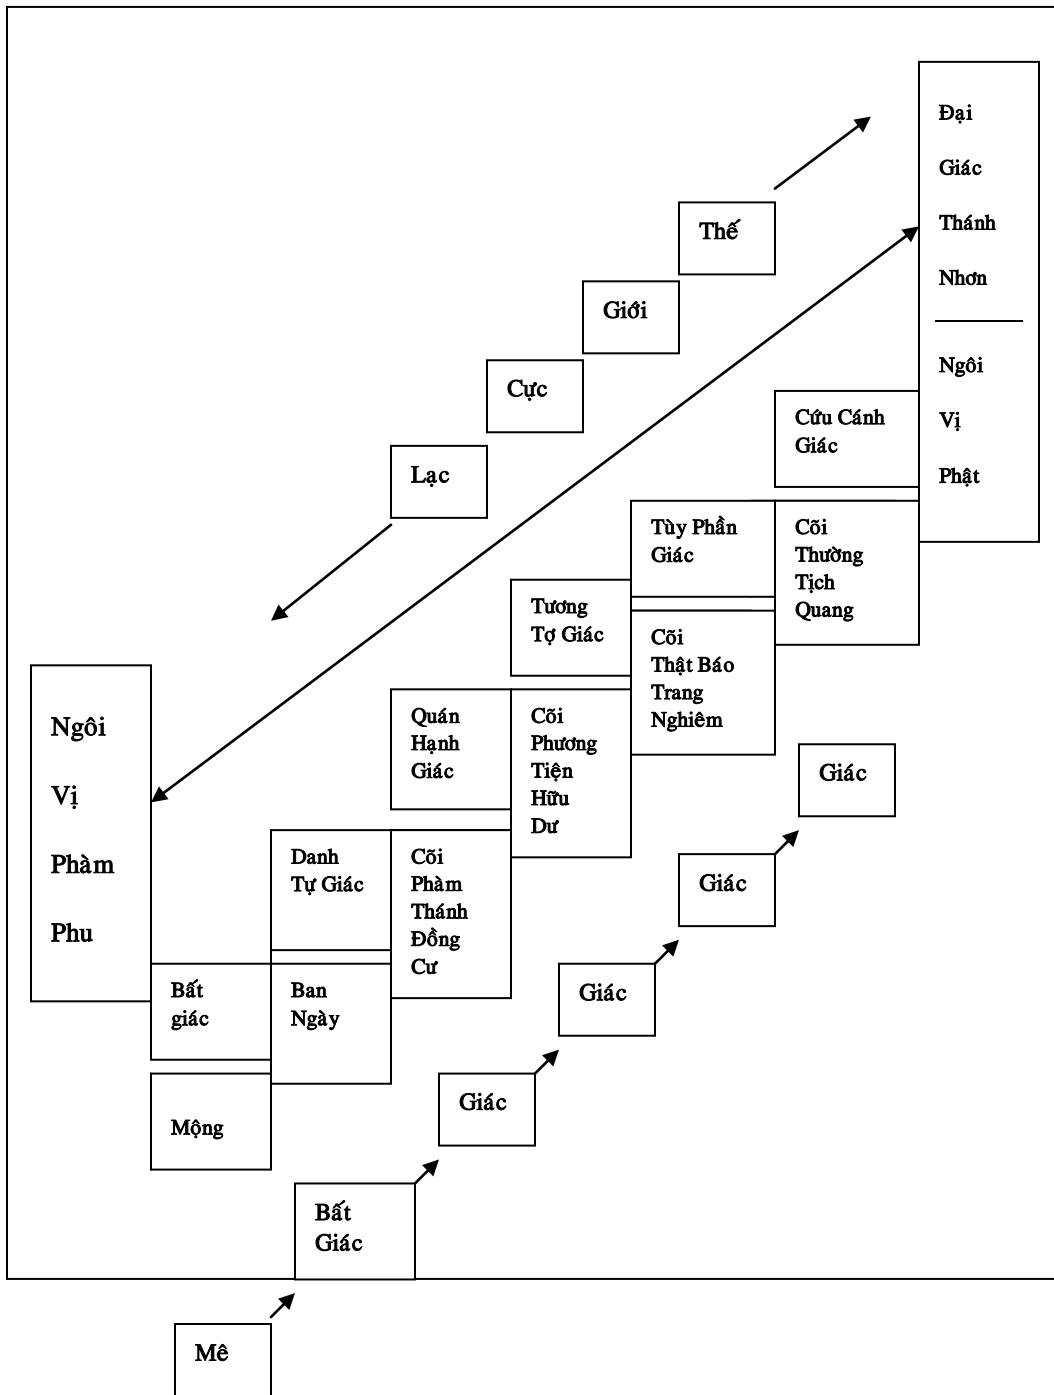 Đại
Giác
Thánh
Nhơn
Ngôi
Vị
Phật
Thế
Giới
Cực
Lạc
Cứu Cánh
Giác
Cõi
Thường
Tịch
Quang
Tùy Phần
Giác
Cõi
Thật Báo
Trang
Nghiêm
Tương
Tợ Giác
Cõi
Phương
Tiện
Hữu
Dư
Quán
Hạnh
Giác
Cõi
Phàm
Thánh
Đồng
Cư
Danh
Tự Giác
Ban
Ngày
Bất
giác
Mộng
Ngôi
Vị
Phàm
Phu
Giác
Giác
Giác
Giác
Bất
Giác
Mê